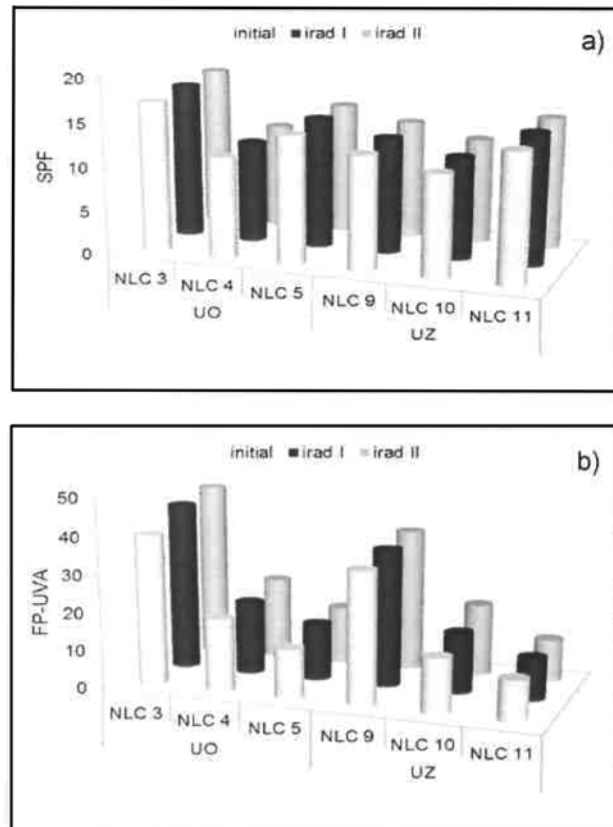 initial irad I irad II
a)
20
15
10
5
0
SPF
NLC 3 NLC 4 NLC 5 NLC 9 NLC 10 NLC 11
UO UZ
initial irad I irad II
b)
50
40
30
20
10
0
FP-UVA
NLC 3 NLC 4 NLC 5 NLC 9 NLC 10 NLC 11
UO UZ